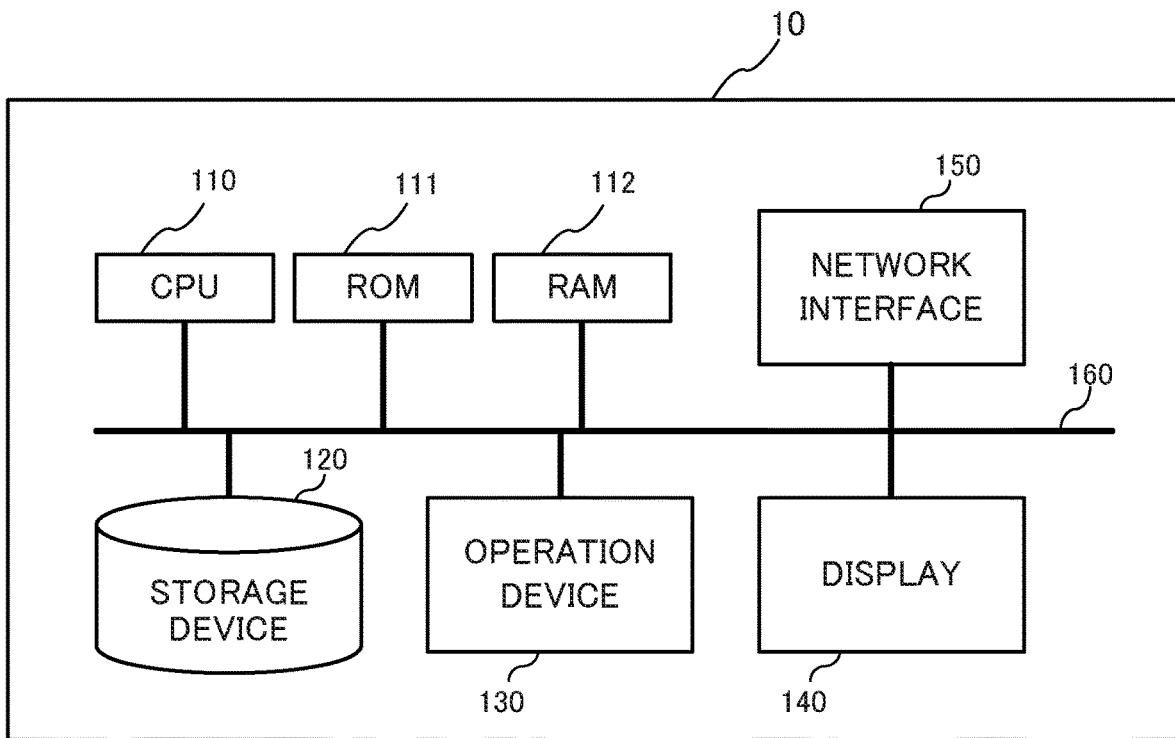 10
110
111
112
150
CPU
ROM
RAM
NETWORK
INTERFACE
160
120
STORAGE
DEVICE
OPERATION
DEVICE
DISPLAY
130
140